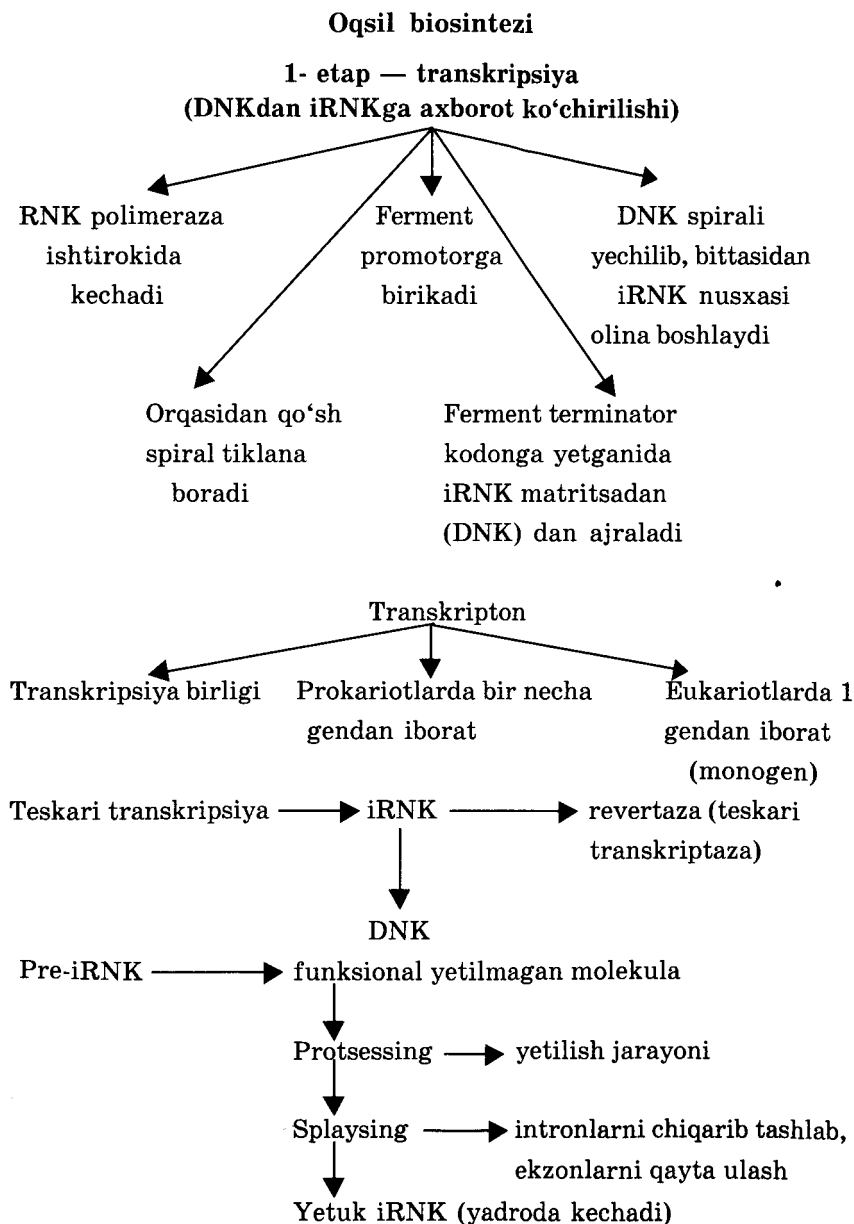 Oqsil biosintezi
1- etap — transkripsiya
(DNKdan iRNKga axborot ko‘chirilishi)
RNK polimeraza
ishtirokida
kechadi
Ferment
promotorga
birikadi
DNK spirali
yechilib, bittasidan
iRNK nusxasi
olina boshlaydi
Orqasidan qo‘sh
spiral tiklana
boradi
Ferment terminator
kodonga yetganida
iRNK matritsadan
(DNK) dan ajraladi
Transkripton
Transkripsiya birligi
Prokariotlarda bir necha
gendan iborat
Eukariotlarda 1
gendan iborat
(monogen)
Teskari transkripsiya
iRNK
revertaza (teskari
transkriptaza)
DNK
Pre-iRNK
funksional yetilmagan molekula
Protsessing
yetilish jarayoni
Splaysing
intronlarni chiqarib tashlab,
ekzonlarni qayta ulash
Yetuk iRNK (yadroda kechadi)